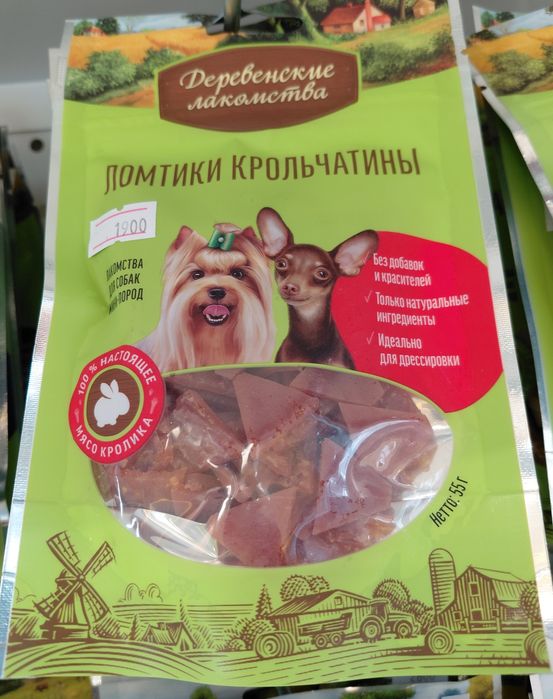 Деревенские
лакомства
ЛОМТИКИ КРОЛЬЧАТИНЫ
1900
ЛАКОМСТВА
ДЛЯ СОБАК
МИНИ ПОРОД
Без добавок
и красителей
Только натуральные
ингредиенты
Идеально
для дрессировки
100 % НАСТОЯЩЕЕ
МЯСО КРОЛИКА
Нетто: 55 г